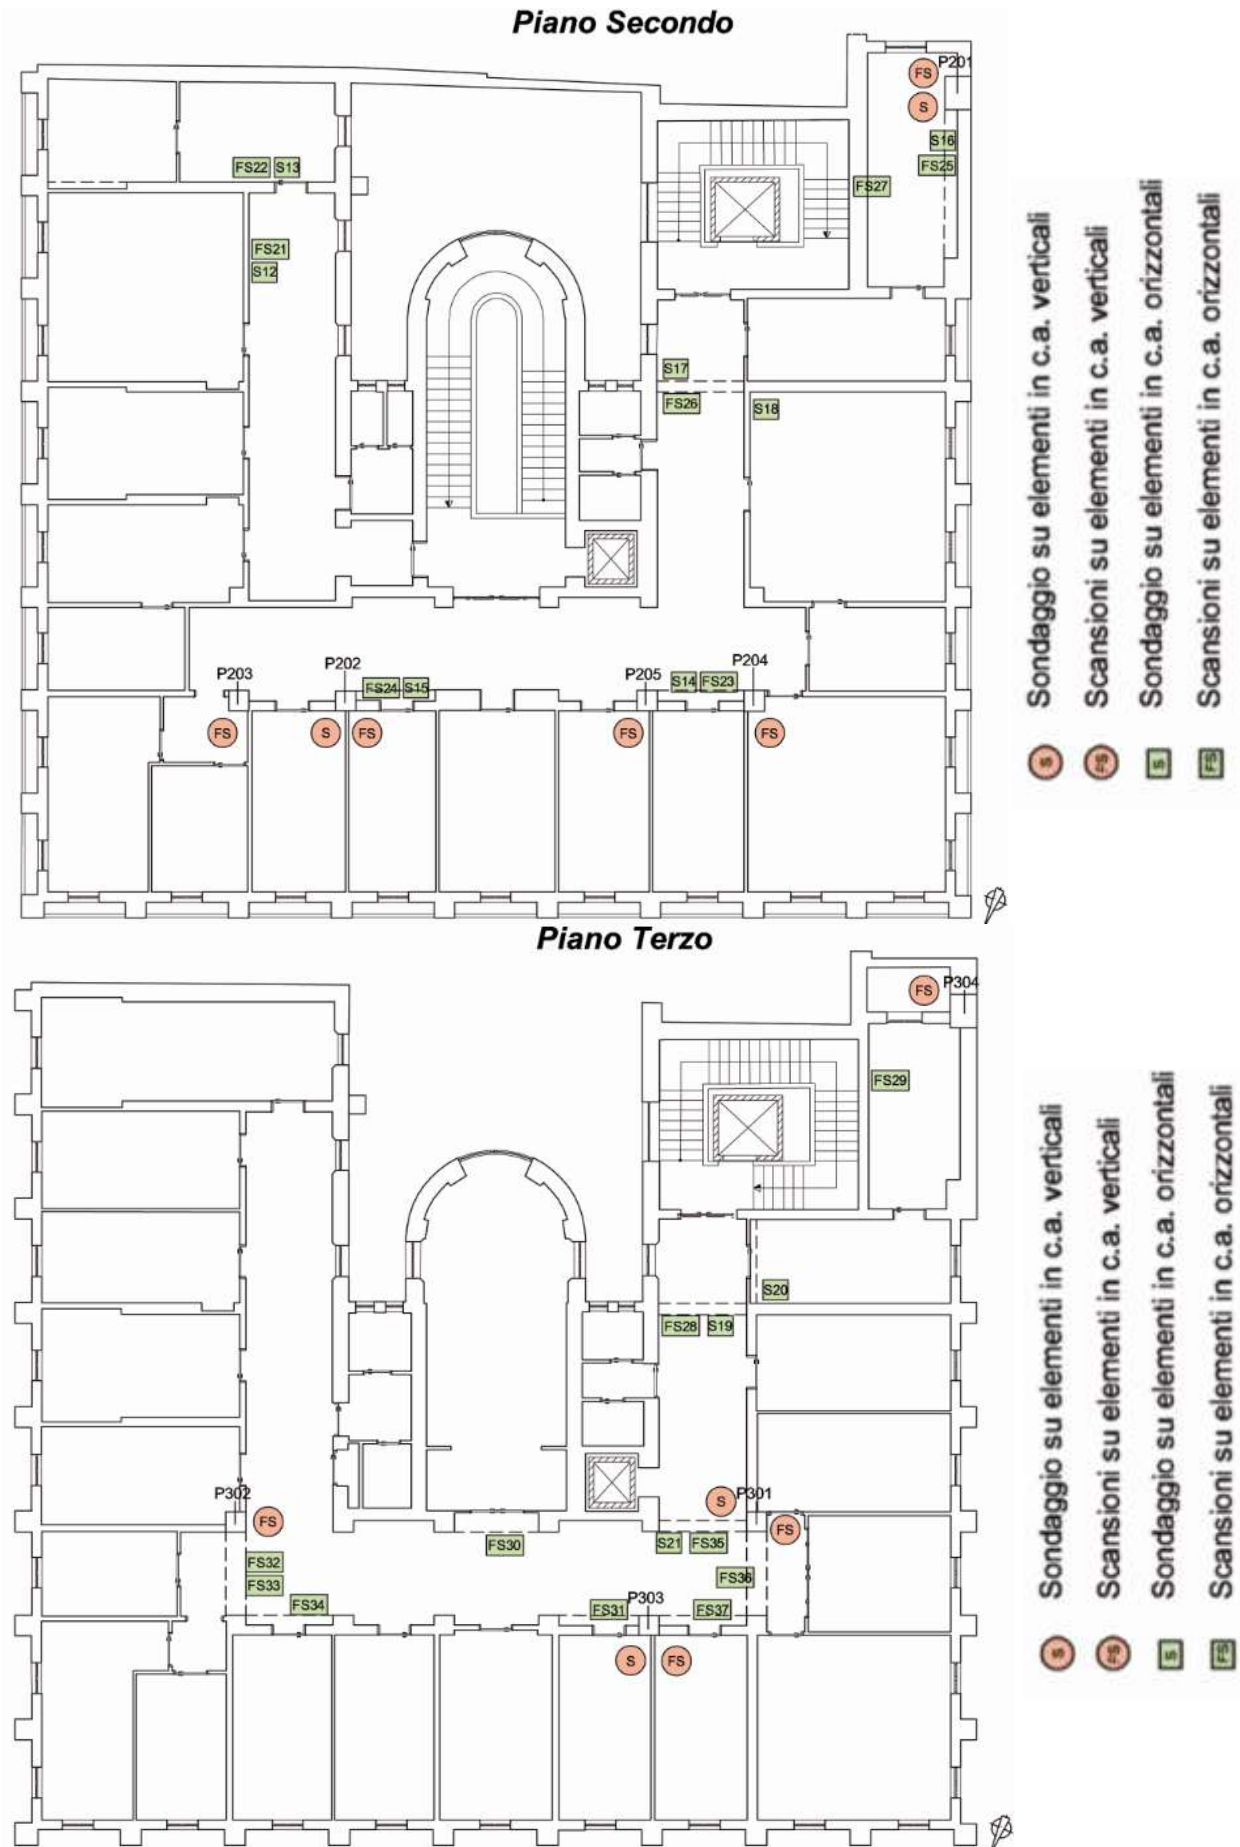 Piano Secondo
FS P201
S
S16
FS25
FS22 S13
FS27
FS21
S12
S17
FS26 S18
P203 P202 P205 P204
FS24 S15 S14 FS23
FS S FS FS FS
Sondaggio su elementi in c.a. verticali
Scansioni su elementi in c.a. verticali
Sondaggio su elementi in c.a. orizzontali
Scansioni su elementi in c.a. orizzontali
S
FS
S
FS
Piano Terzo
FS P304
FS29
S20
FS28 S19
P302 S P301
FS FS
FS30 S21 FS35
FS32
FS33 FS36
FS34 FS31 P303 FS37
S FS
Sondaggio su elementi in c.a. verticali
Scansioni su elementi in c.a. verticali
Sondaggio su elementi in c.a. orizzontali
Scansioni su elementi in c.a. orizzontali
S
FS
S
FS